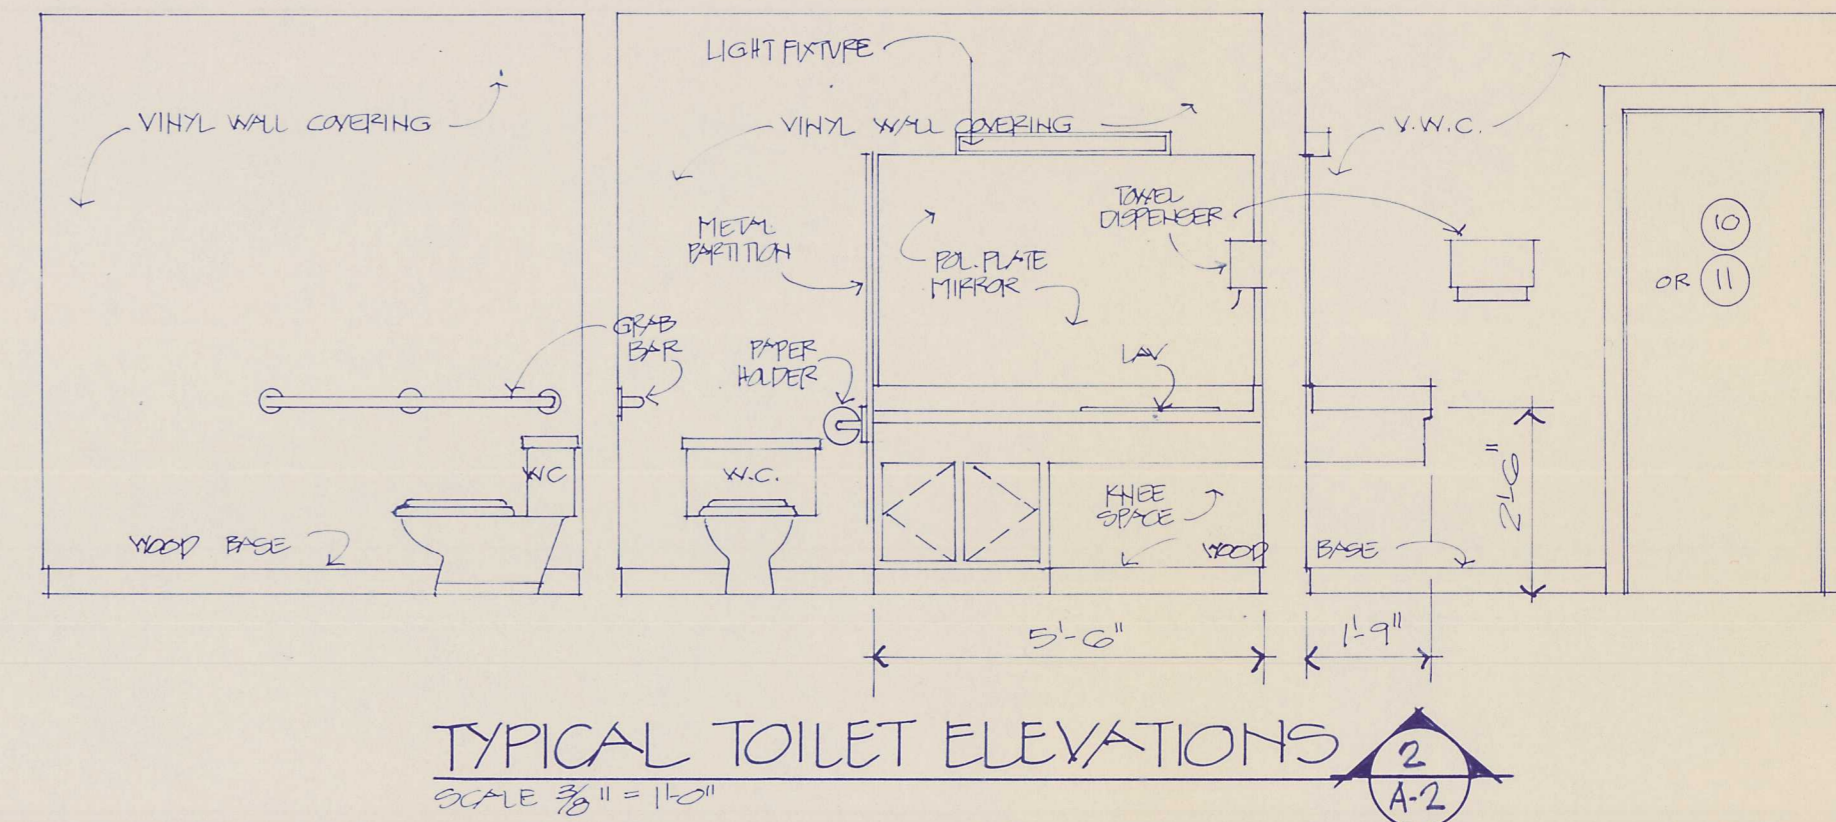 LIGHT FIXTURE
VINYL WALL COVERING
VINYL WALL COVERING
V.W.C.
TOWEL
DISPENSER
METAL
PARTITION
POL. PLATE
MIRROR
10
OR 11
GRAB
BAR
PAPER
HOLDER
LAV
WC
W.C.
KNEE
SPACE
2'-6"
WOOD BASE
WOOD BASE
5'-6"
1'-9"
TYPICAL TOILET ELEVATIONS
SCALE 3/8" = 1'-0"
2
A-2